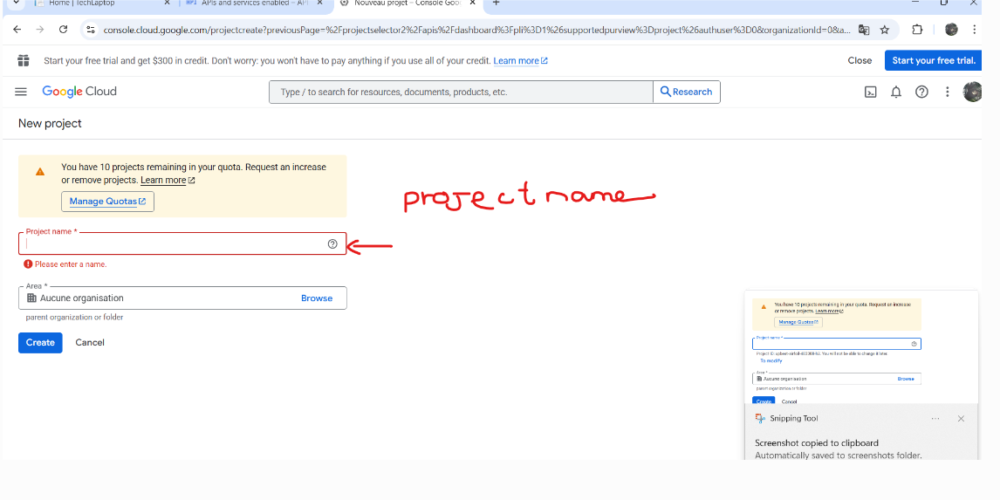 Home | TechLaptop
APIs and services enabled – API
Nouveau projet – Console Goo
console.cloud.google.com/projectcreate?previousPage=%2Fprojectselector2%2Fapis%2Fdashboard%3Fpli%3D1%26supportedpurview%3Dproject%26authuser%3D0&organizationId=0&a...
Start your free trial and get $300 in credit. Don't worry: you won't have to pay anything if you use all of your credit. Learn more
Close
Start your free trial.
Google Cloud
Type / to search for resources, documents, products, etc.
Research
New project
You have 10 projects remaining in your quota. Request an increase
or remove projects. Learn more
Manage Quotas
project name
Project name *
Please enter a name.
Area *
Aucune organisation
Browse
parent organization or folder
Create
Cancel
You have 10 projects remaining in your quota. Request an increase
or remove projects. Learn more
Manage Quotas
Project name *
You will not be able to change it later.
To modify
Area *
Aucune organisation
Browse
parent organization or folder
Create
Cancel
Snipping Tool
Screenshot copied to clipboard
Automatically saved to screenshots folder.